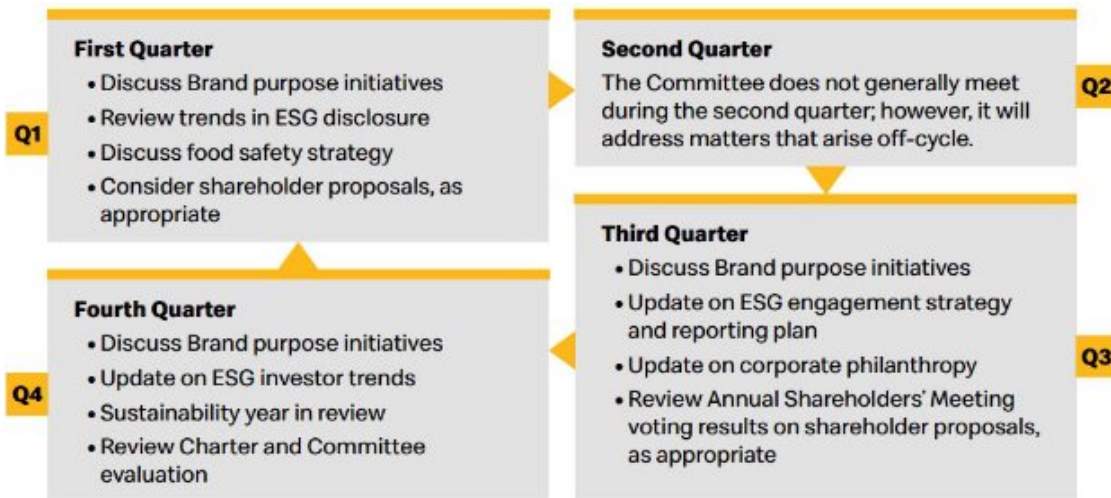 Q1
First Quarter
• Discuss Brand purpose initiatives
• Review trends in ESG disclosure
• Discuss food safety strategy
• Consider shareholder proposals, as
appropriate
Q2
Second Quarter
The Committee does not generally meet
during the second quarter; however, it will
address matters that arise off-cycle.
Q3
Third Quarter
• Discuss Brand purpose initiatives
• Update on ESG engagement strategy
and reporting plan
• Update on corporate philanthropy
• Review Annual Shareholders' Meeting
voting results on shareholder proposals,
as appropriate
Q4
Fourth Quarter
• Discuss Brand purpose initiatives
• Update on ESG investor trends
• Sustainability year in review
• Review Charter and Committee
evaluation